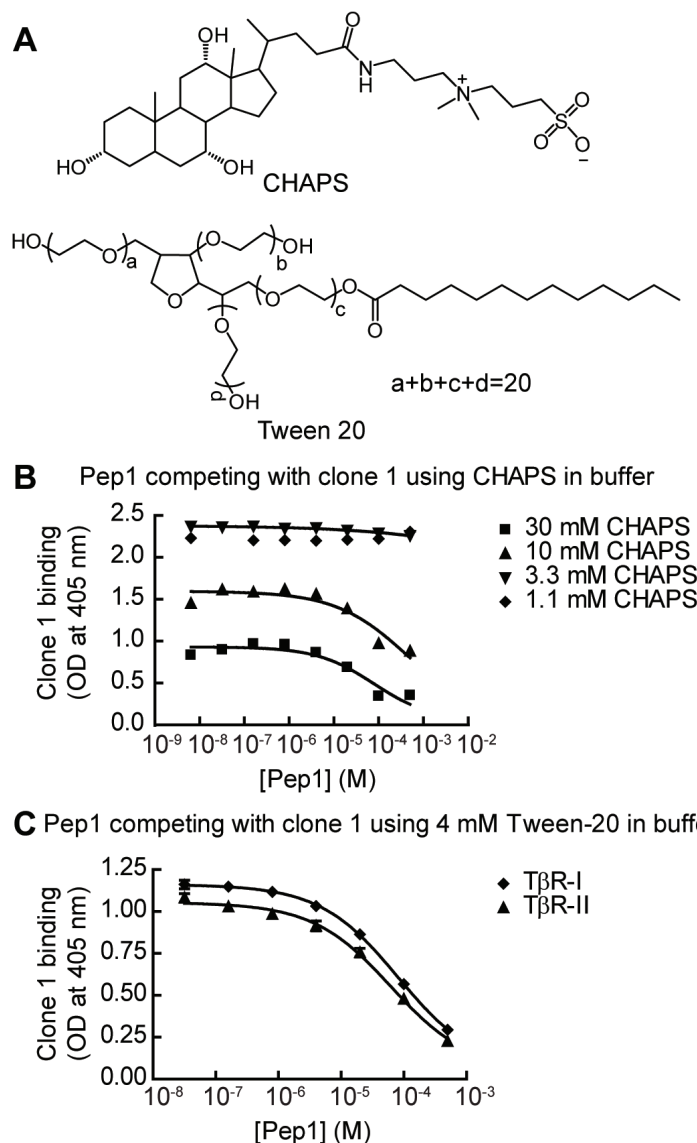 A
OH
O
N
H
N
+
S
O
O
O
−
HO
OH
CHAPS
HO
O
a
O
OH
b
O
O
c
O
O
O
O
d
OH
a+b+c+d=20
Tween 20
B Pep1 competing with clone 1 using CHAPS in buffer
Clone 1 binding
(OD at 405 nm)
2.5
2.0
1.5
1.0
0.5
0.0
10-9 10-8 10-7 10-6 10-5 10-4 10-3 10-2
[Pep1] (M)
30 mM CHAPS
10 mM CHAPS
3.3 mM CHAPS
1.1 mM CHAPS
C Pep1 competing with clone 1 using 4 mM Tween-20 in buffe
Clone 1 binding
(OD at 405 nm)
1.25
1.00
0.75
0.50
0.25
0.00
10-8 10-7 10-6 10-5 10-4 10-3
[Pep1] (M)
TβR-I
TβR-II